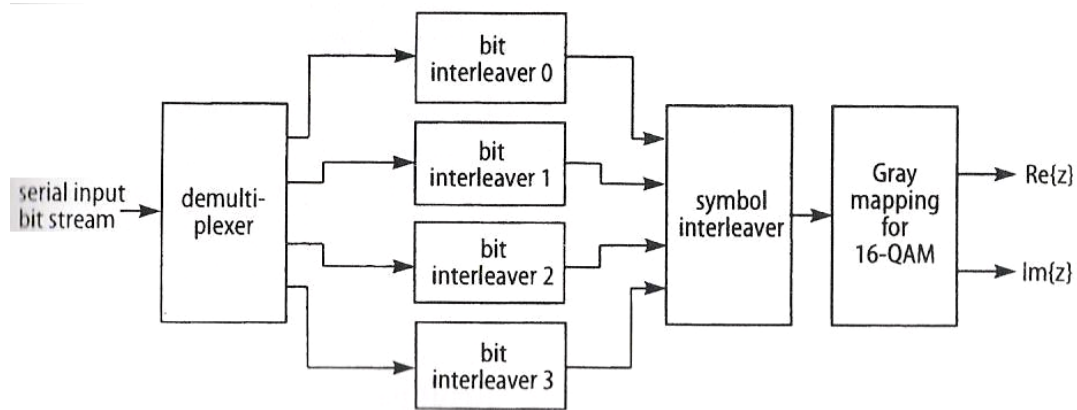 serial input
bit stream
demulti-
plexer
bit
interleaver 0
bit
interleaver 1
bit
interleaver 2
bit
interleaver 3
symbol
interleaver
Gray
mapping
for
16-QAM
Re{z}
Im{z}